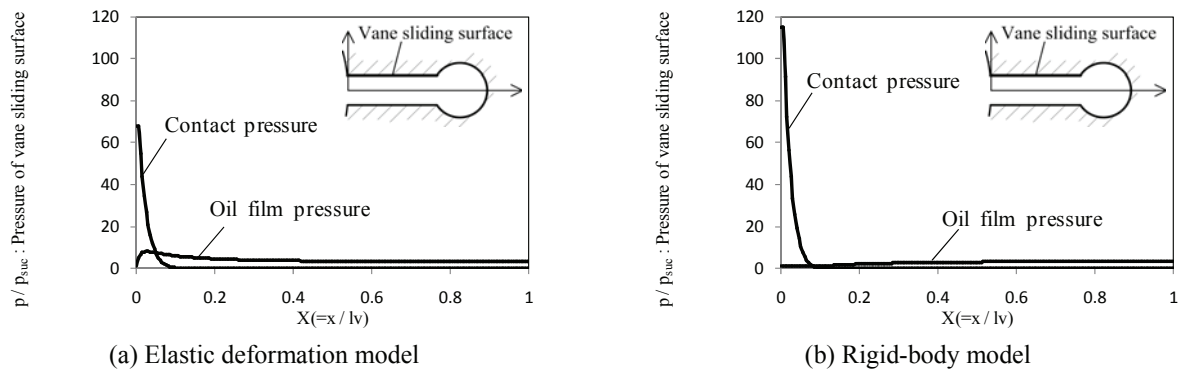 p / p_suc : Pressure of vane sliding surface
120
100
80
60
40
20
0
Vane sliding surface
Contact pressure
Oil film pressure
0 0.2 0.4 0.6 0.8 1
X(=x / lv)
(a) Elastic deformation model
p / p_suc : Pressure of vane sliding surface
120
100
80
60
40
20
0
Vane sliding surface
Contact pressure
Oil film pressure
0 0.2 0.4 0.6 0.8 1
X(=x / lv)
(b) Rigid-body model